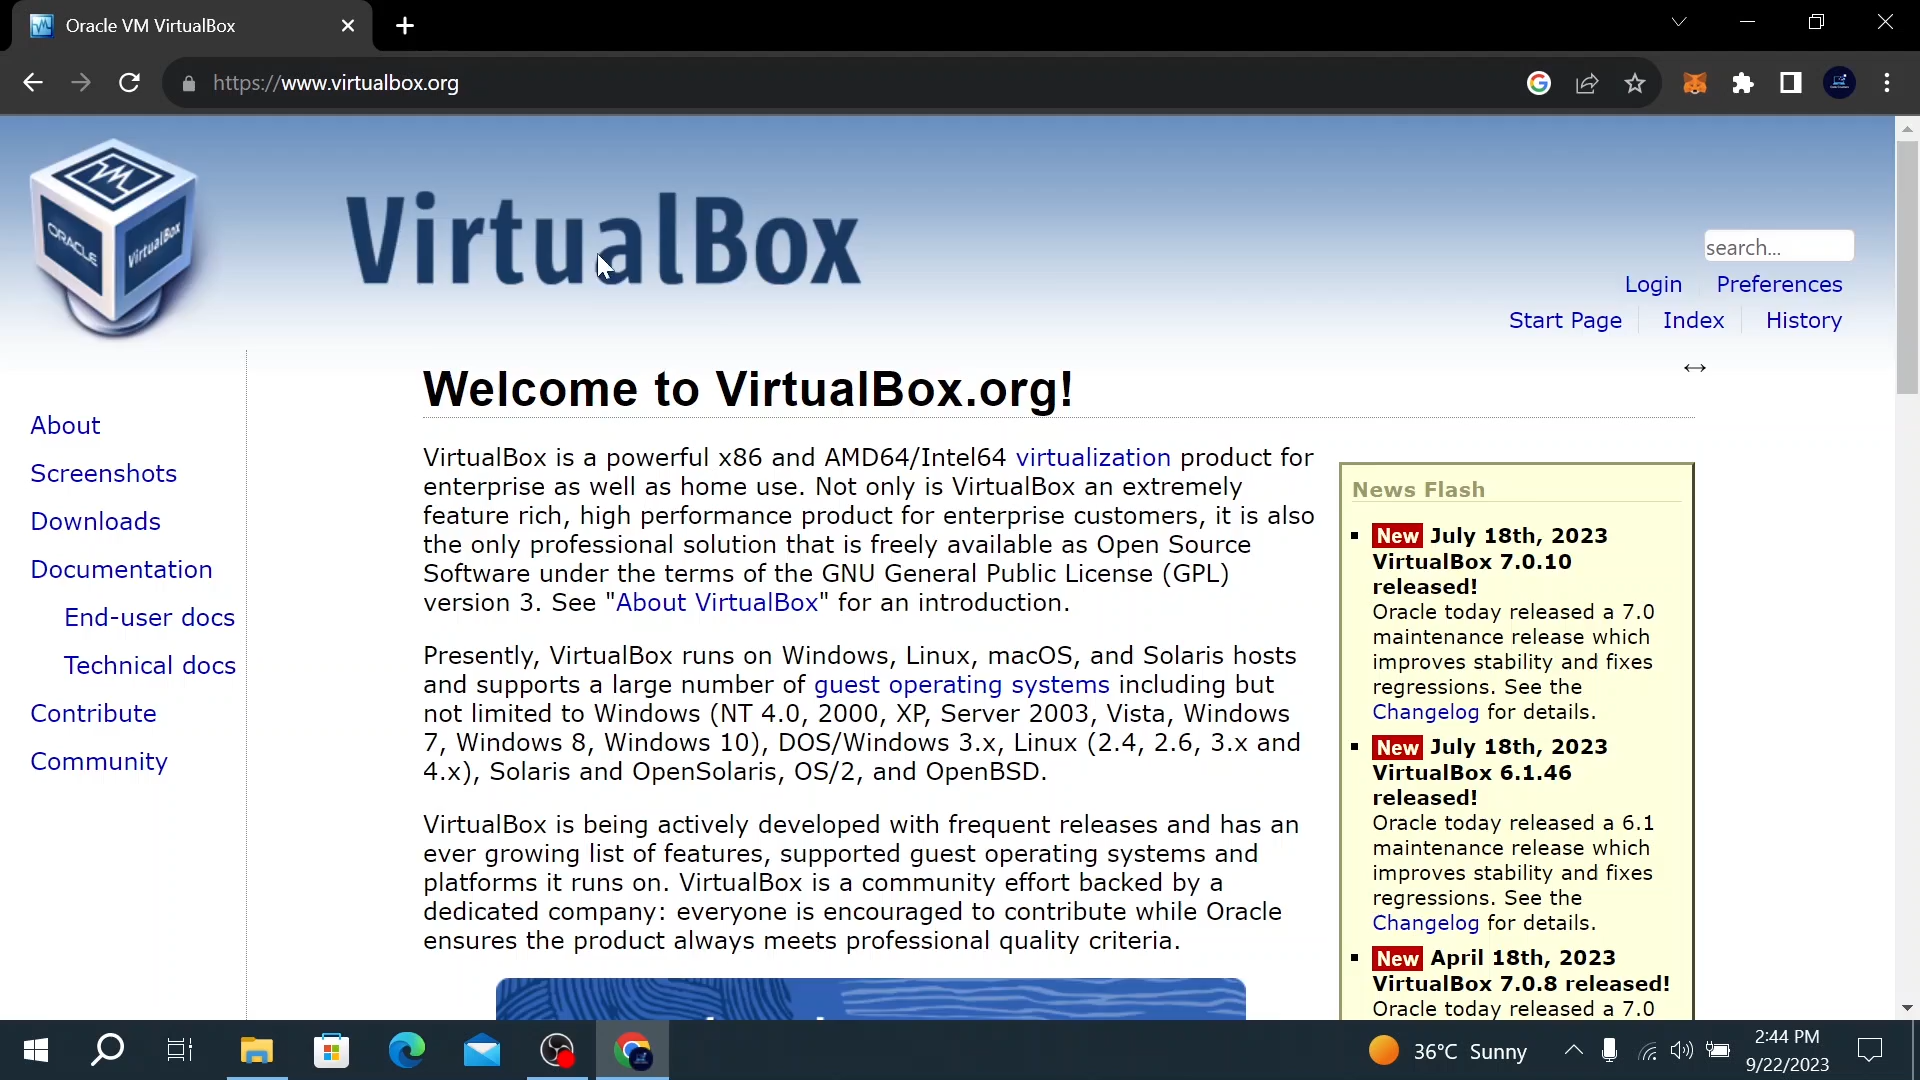 Oracle VM VirtualBox
https://www.virtualbox.org
ORACLE
VirtualBox
VirtualBox
search...
Login
Preferences
Start Page
Index
History
About
Screenshots
Downloads
Documentation
End-user docs
Technical docs
Contribute
Community
Welcome to VirtualBox.org!
VirtualBox is a powerful x86 and AMD64/Intel64 virtualization product for
enterprise as well as home use. Not only is VirtualBox an extremely
feature rich, high performance product for enterprise customers, it is also
the only professional solution that is freely available as Open Source
Software under the terms of the GNU General Public License (GPL)
version 3. See "About VirtualBox" for an introduction.
Presently, VirtualBox runs on Windows, Linux, macOS, and Solaris hosts
and supports a large number of guest operating systems including but
not limited to Windows (NT 4.0, 2000, XP, Server 2003, Vista, Windows
7, Windows 8, Windows 10), DOS/Windows 3.x, Linux (2.4, 2.6, 3.x and
4.x), Solaris and OpenSolaris, OS/2, and OpenBSD.
VirtualBox is being actively developed with frequent releases and has an
ever growing list of features, supported guest operating systems and
platforms it runs on. VirtualBox is a community effort backed by a
dedicated company: everyone is encouraged to contribute while Oracle
ensures the product always meets professional quality criteria.
News Flash
New July 18th, 2023
VirtualBox 7.0.10
released!
Oracle today released a 7.0
maintenance release which
improves stability and fixes
regressions. See the
Changelog for details.
New July 18th, 2023
VirtualBox 6.1.46
released!
Oracle today released a 6.1
maintenance release which
improves stability and fixes
regressions. See the
Changelog for details.
New April 18th, 2023
VirtualBox 7.0.8 released!
Oracle today released a 7.0
36°C Sunny
2:44 PM
9/22/2023